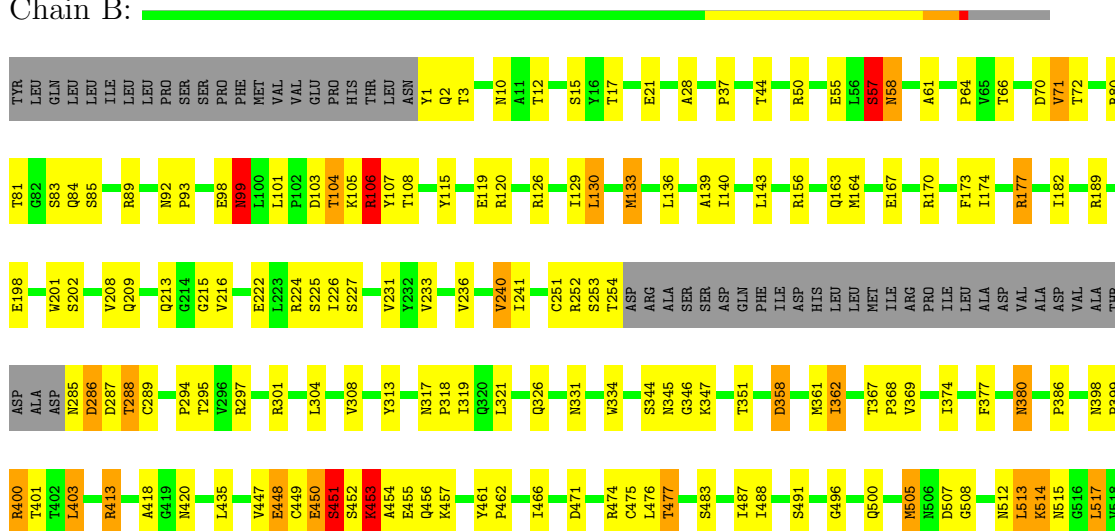 Chain B:
TYR LEU GLN LEU LEU ILE LEU LEU PRO SER SER PRO PHE MET VAL VAL GLU PRO HIS THR LEU ASN Y1 Q2 T3 N10 A11 T12 S15 Y16 T17 E21 A28 P37 T44 R50 E55 L56 S57 N58 A61 P64 V65 T66 D70 V71 T72
T81 G82 S83 Q84 S85 R89 N92 P93 E98 N99 L100 L101 P102 D103 T104 K105 R106 Y107 T108 Y115 E119 R120 R126 I129 L130 M133 L136 A139 I140 L143 R156 Q163 M164 E167 R170 F173 I174 R177 I182 R189
E198 W201 S202 V208 Q209 Q213 G214 G215 V216 E222 L223 R224 S225 I226 S227 V231 Y232 V233 V236 V240 I241 C251 R252 S253 T254 ASP ARG ALA SER SER ASP GLN PHE ILE ASP HIS LEU LEU MET ILE ARG PRO ILE LEU ALA ASP VAL ALA ASP VAL ALA THR
ASP ALA ASP N285 D286 D287 T288 C289 P294 T295 V296 R297 R301 L304 V308 Y313 N317 P318 I319 Q320 L321 Q326 N331 W334 S344 N345 G346 K347 T351 D358 M361 I362 T367 P368 V369 I374 F377 N380 P386 N398
R400 T401 T402 L403 R413 A418 G419 N420 L435 V447 E448 C449 E450 S451 S452 K453 A454 E455 Q456 K457 Y461 P462 I466 D471 R474 C475 L476 T477 S483 I487 I488 S491 G496 Q500 M505 N506 D507 G508 N512 L513 K514 N515 G516 L517